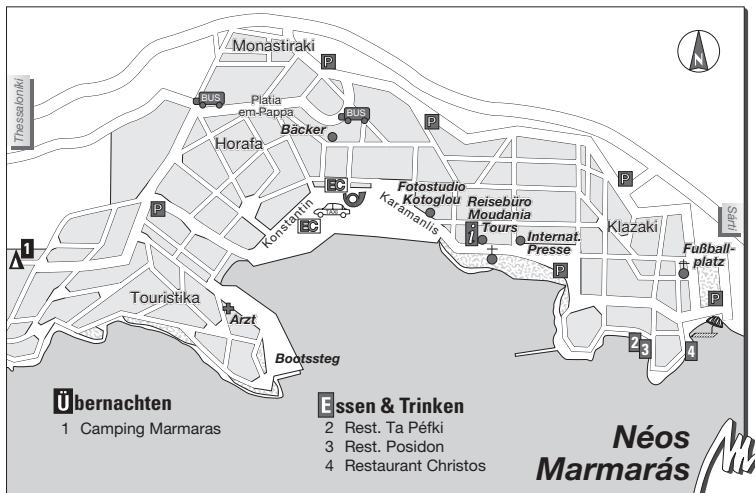 Monastiraki
P
N
Thessaloniki
BUS
Platia
em-Pappa
BUS
Bäcker
P
Horafa
P
EC
Fotostudio
Kotoglou
Reisebüro
Moudania
Tours
i
Internat.
Presse
Klazaki
Sárti
Fußball-
platz
P
Konstantin
TAXI
EC
Karamanlis
P
P
1
Touristika
Arzt
Bootssteg
2
3
4
Übernachten
1 Camping Marmaras
Essen & Trinken
2 Rest. Ta Péfki
3 Rest. Posidon
4 Restaurant Christos
Néos
Marmarás